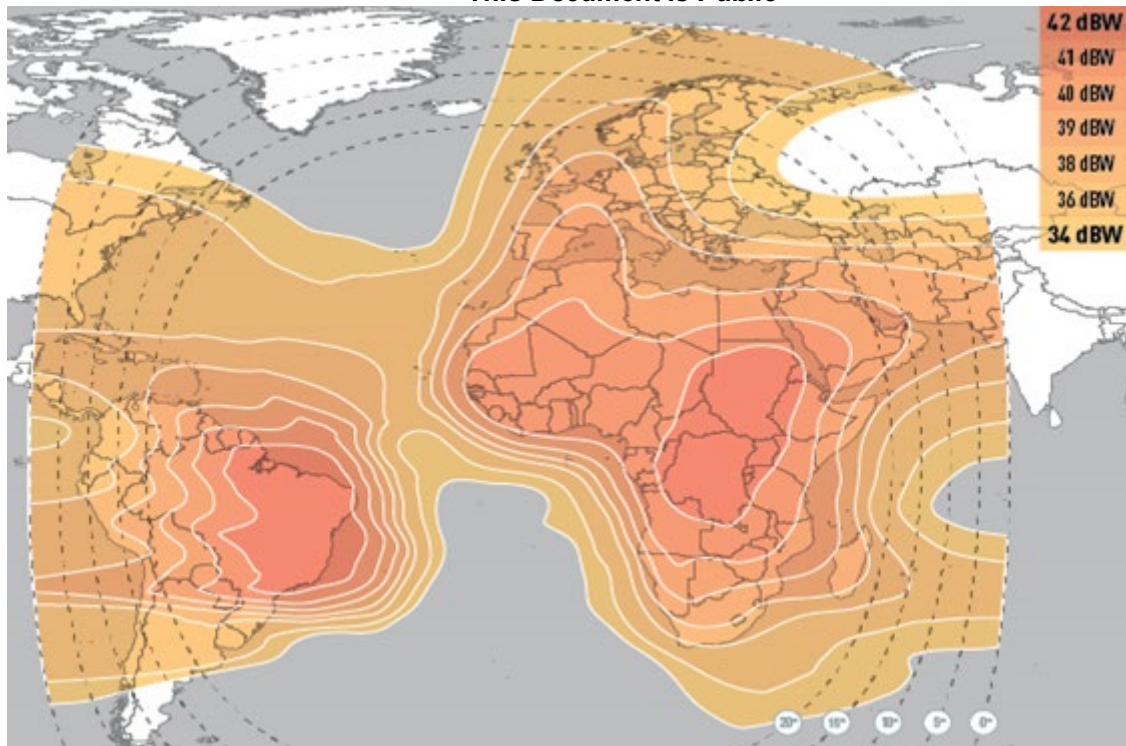 This Document is Public
42 dBW
41 dBW
40 dBW
39 dBW
38 dBW
36 dBW
34 dBW
20° 15° 10° 5° 0°